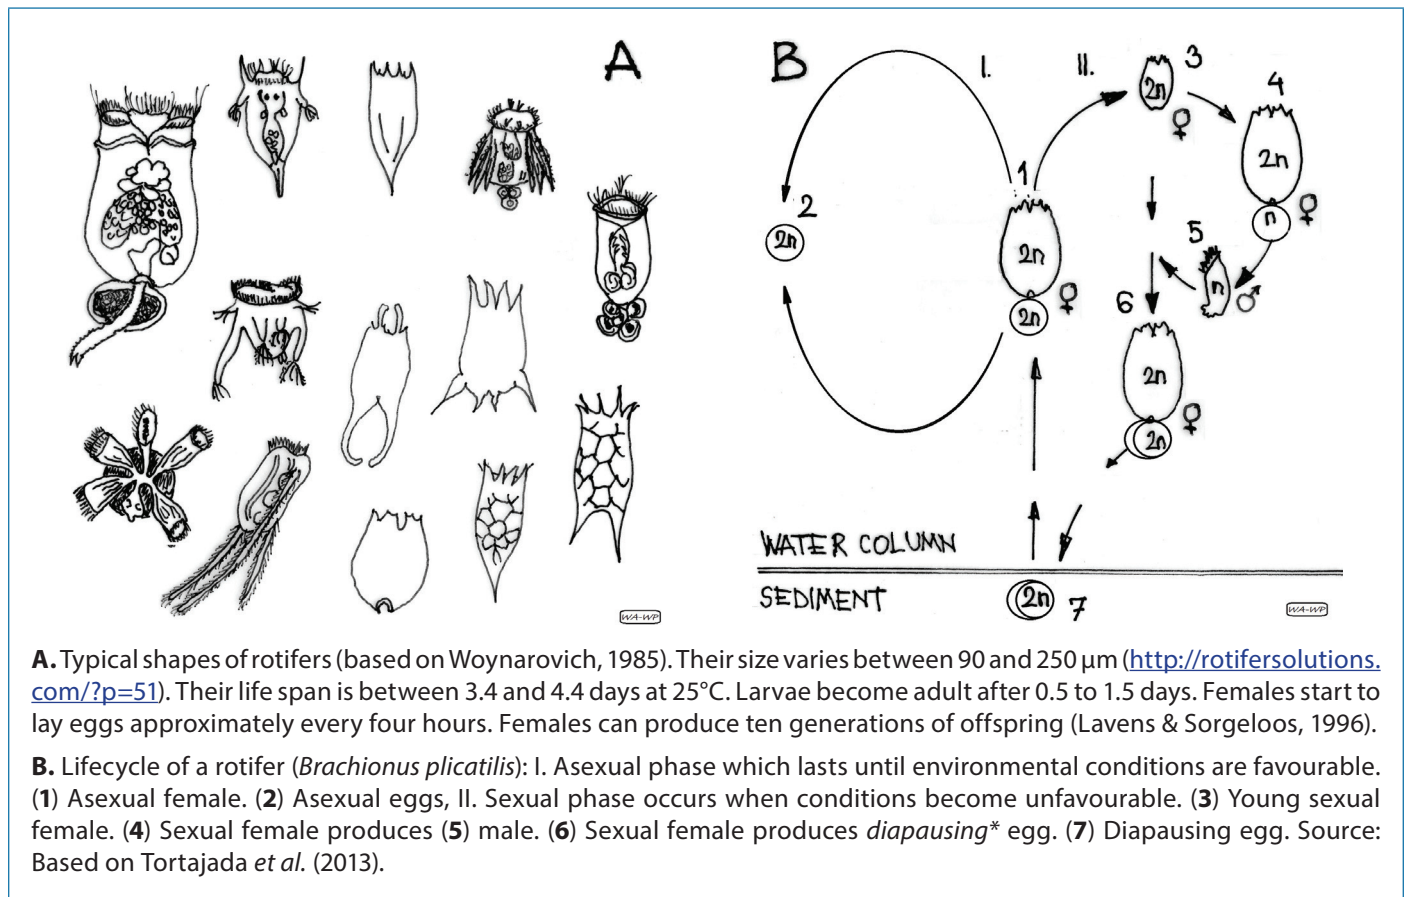 A
WA-WP
B
I.
II.
3
2n
♀
4
2n
n
♀
1
2n
2n
♀
2
2n
5
n
♂
6
2n
2n
♀
WATER COLUMN
SEDIMENT
2n
7
WA-WP
A. Typical shapes of rotifers (based on Woynarovich, 1985). Their size varies between 90 and 250 µm (http://rotifersolutions.
com/?p=51). Their life span is between 3.4 and 4.4 days at 25°C. Larvae become adult after 0.5 to 1.5 days. Females start to
lay eggs approximately every four hours. Females can produce ten generations of offspring (Lavens & Sorgeloos, 1996).
B. Lifecycle of a rotifer (Brachionus plicatilis): I. Asexual phase which lasts until environmental conditions are favourable.
(1) Asexual female. (2) Asexual eggs, II. Sexual phase occurs when conditions become unfavourable. (3) Young sexual
female. (4) Sexual female produces (5) male. (6) Sexual female produces diapausing* egg. (7) Diapausing egg. Source:
Based on Tortajada et al. (2013).